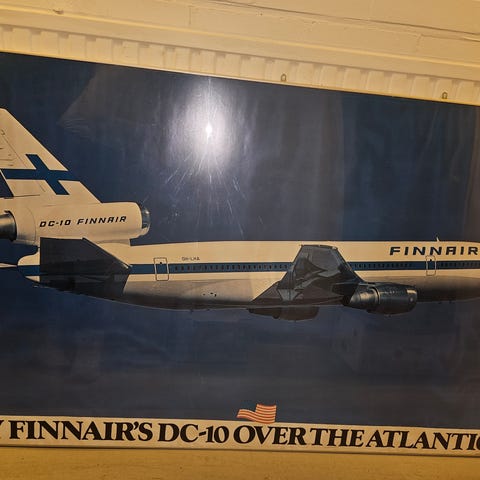 DC-10 FINNAIR
OH-LHA
FINNAIR
Y FINNAIR'S DC-10 OVER THE ATLANTIC